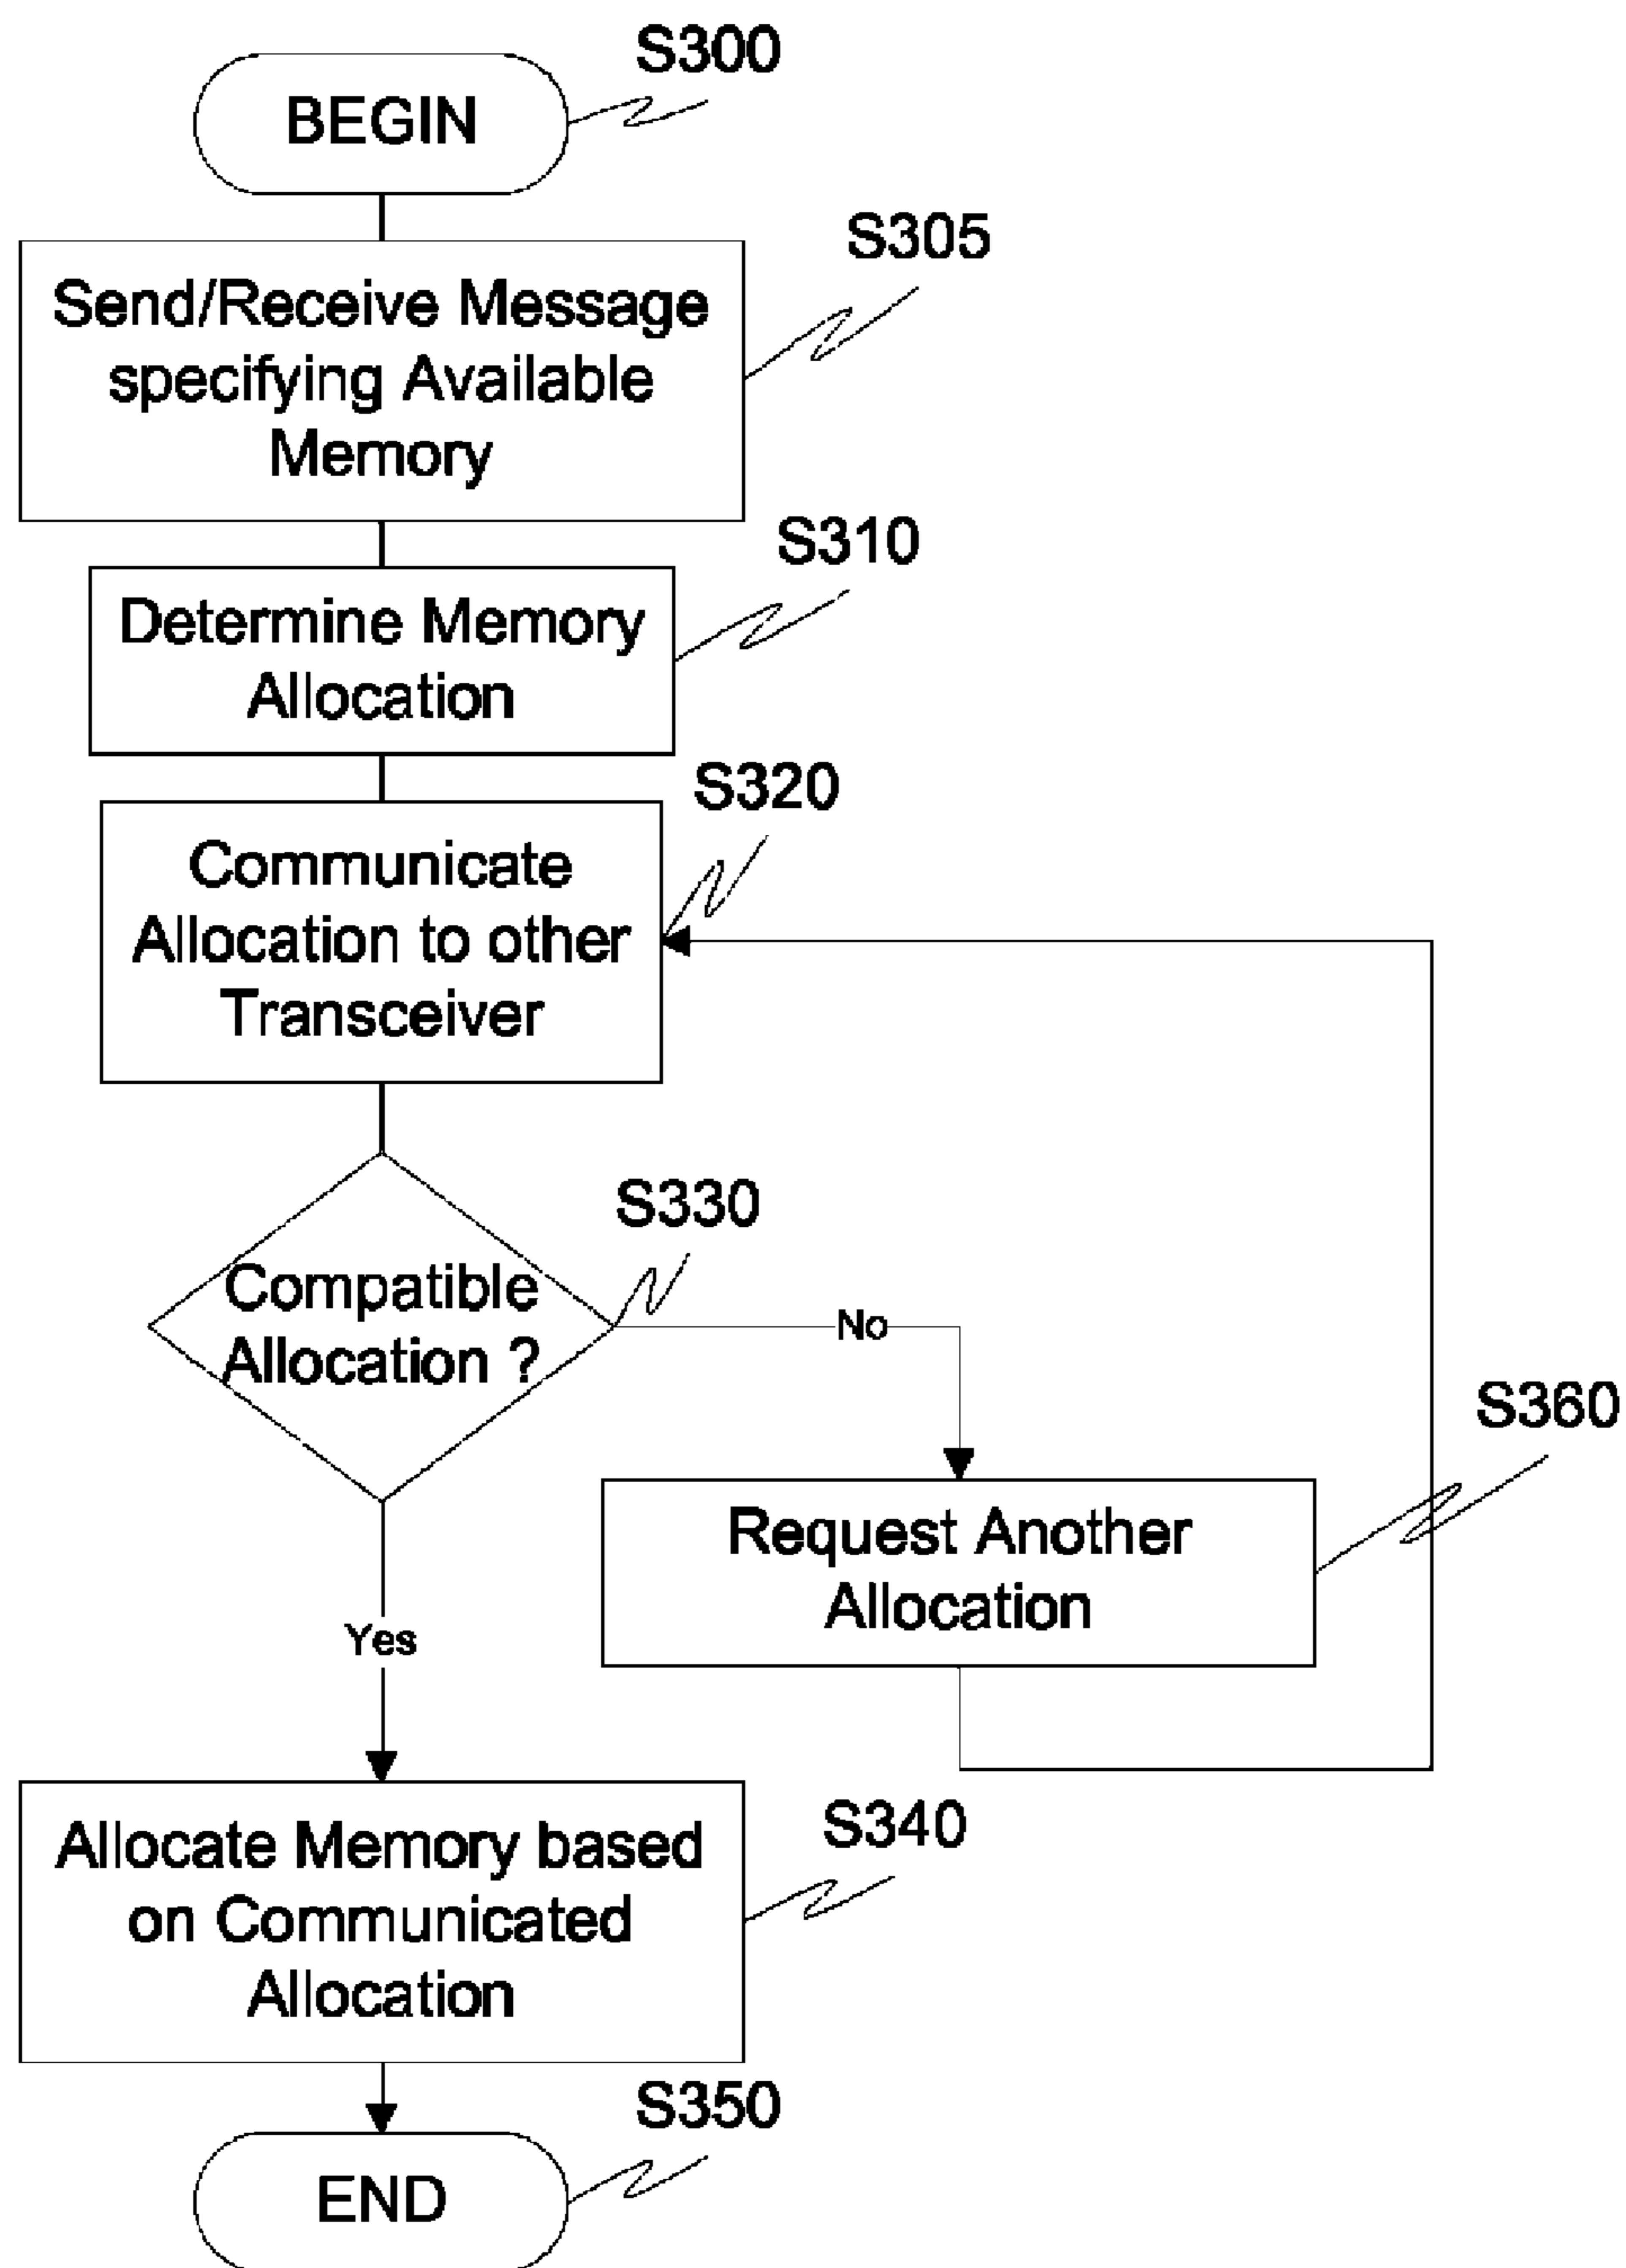 S300
BEGIN
S305
Send/Receive Message
specifying Available
Memory
S310
Determine Memory
Allocation
S320
Communicate
Allocation to other
Transceiver
S330
Compatible
Allocation ?
No
S360
Request Another
Allocation
Yes
S340
Allocate Memory based
on Communicated
Allocation
S350
END